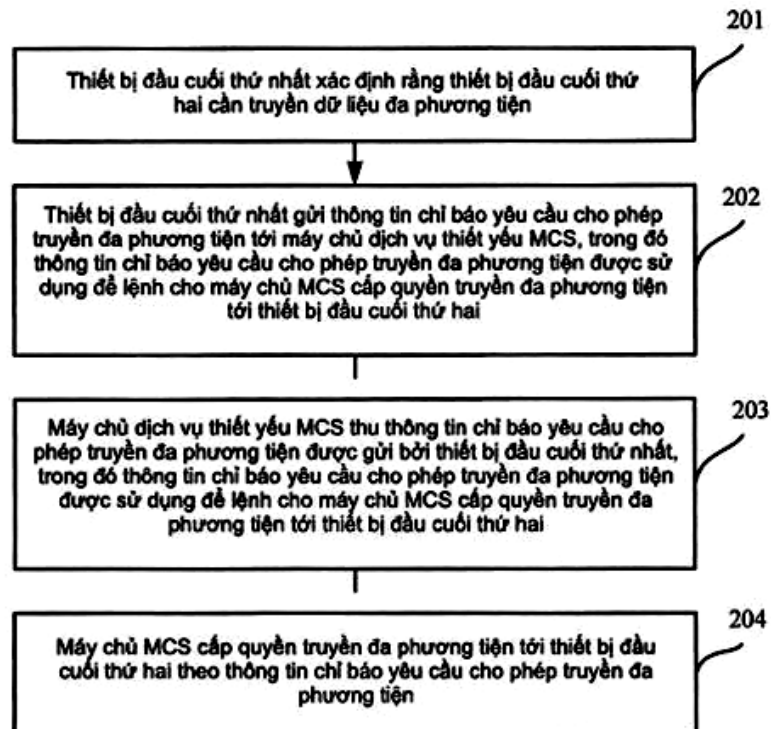 201
Thiết bị đầu cuối thứ nhất xác định rằng thiết bị đầu cuối thứ
hai cần truyền dữ liệu đa phương tiện
202
Thiết bị đầu cuối thứ nhất gửi thông tin chỉ báo yêu cầu cho phép
truyền đa phương tiện tới máy chủ dịch vụ thiết yếu MCS, trong đó
thông tin chỉ báo yêu cầu cho phép truyền đa phương tiện được sử
dụng để lệnh cho máy chủ MCS cấp quyền truyền đa phương tiện
tới thiết bị đầu cuối thứ hai
203
Máy chủ dịch vụ thiết yếu MCS thu thông tin chỉ báo yêu cầu cho
phép truyền đa phương tiện được gửi bởi thiết bị đầu cuối thứ nhất,
trong đó thông tin chỉ báo yêu cầu cho phép truyền đa phương tiện
được sử dụng để lệnh cho máy chủ MCS cấp quyền truyền đa
phương tiện tới thiết bị đầu cuối thứ hai
204
Máy chủ MCS cấp quyền truyền đa phương tiện tới thiết bị đầu
cuối thứ hai theo thông tin chỉ báo yêu cầu cho phép truyền đa
phương tiện